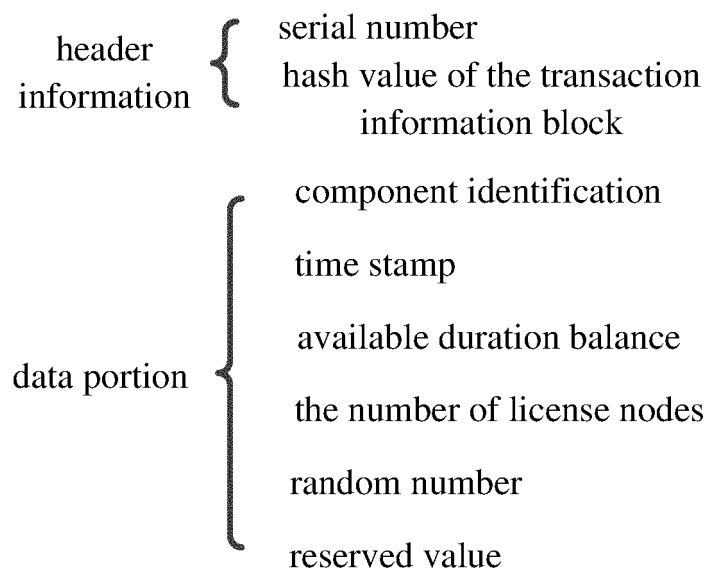 header
information
serial number
hash value of the transaction
information block
data portion
component identification
time stamp
available duration balance
the number of license nodes
random number
reserved value